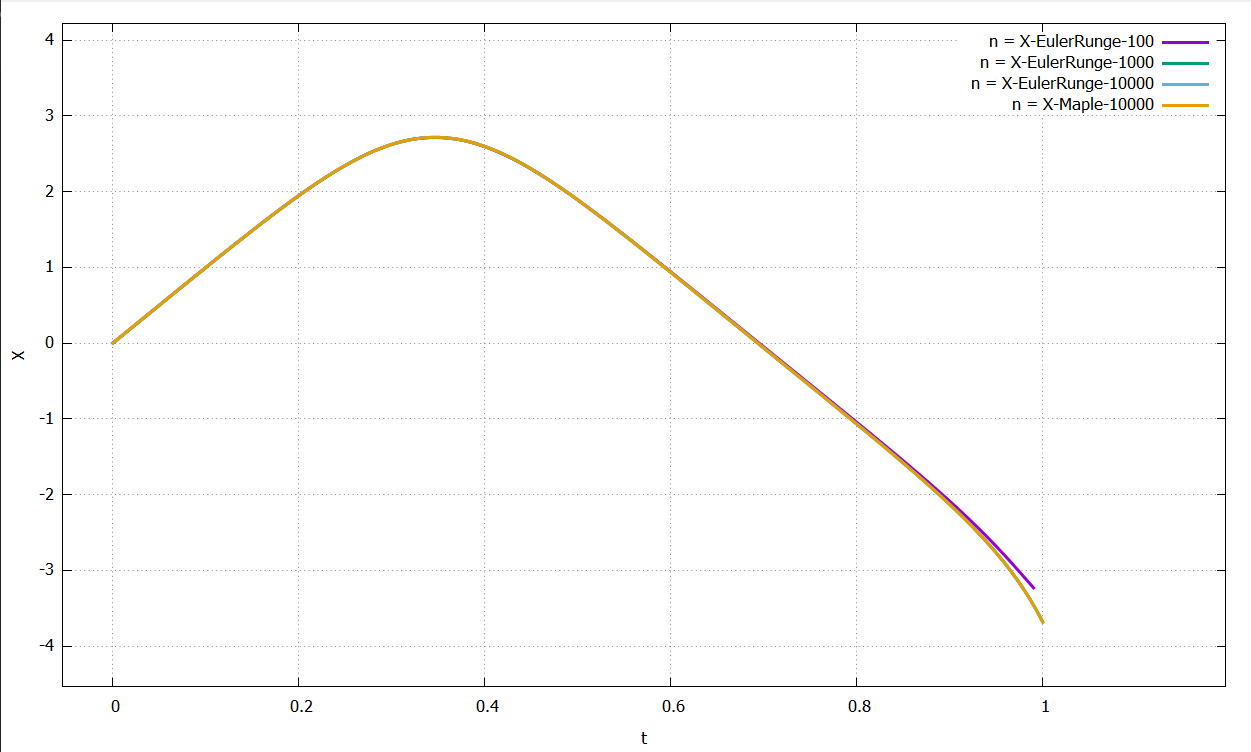 4
3
2
1
0
-1
-2
-3
-4
X
n = X-EulerRunge-100
n = X-EulerRunge-1000
n = X-EulerRunge-10000
n = X-Maple-10000
0 0.2 0.4 0.6 0.8 1
t